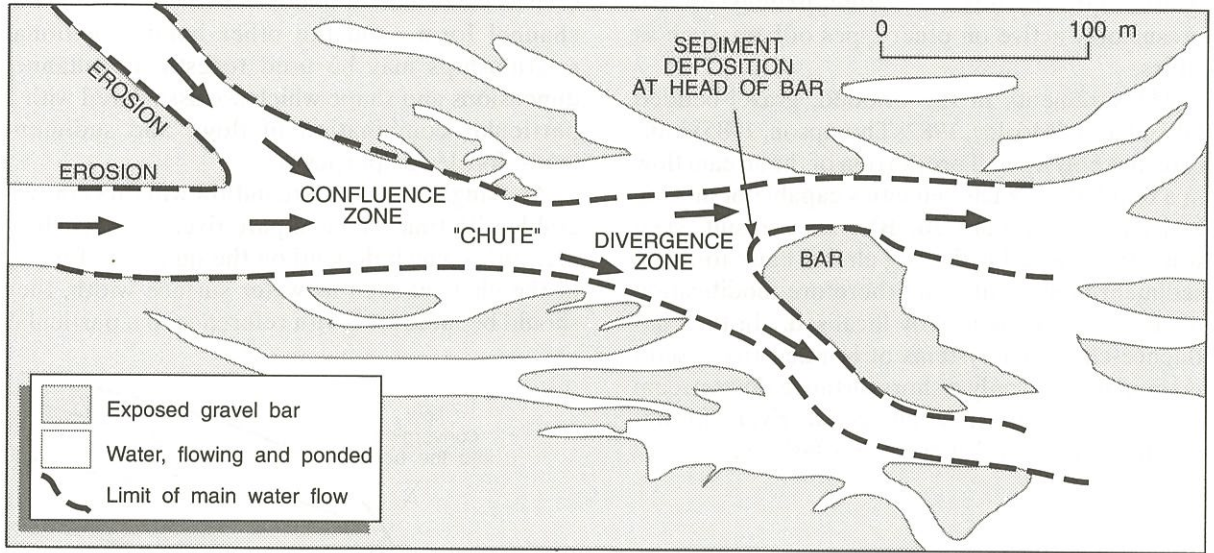 0
100 m
SEDIMENT
DEPOSITION
AT HEAD OF BAR
EROSION
EROSION
CONFLUENCE
ZONE
"CHUTE"
DIVERGENCE
ZONE
BAR
Exposed gravel bar
Water, flowing and ponded
Limit of main water flow